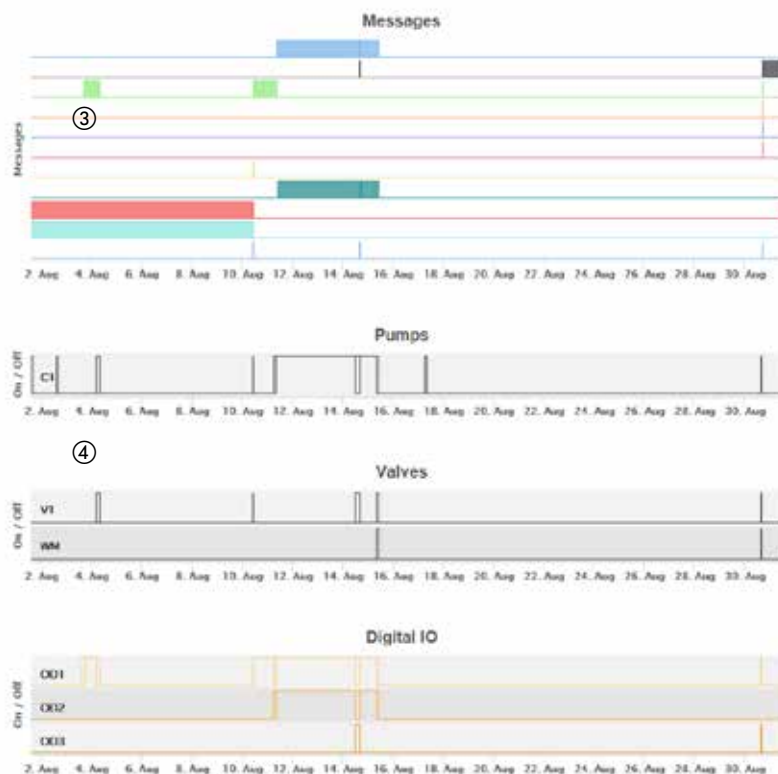 Messages
③
Messages
2. Aug 4. Aug 6. Aug 8. Aug 10. Aug 12. Aug 14. Aug 16. Aug 18. Aug 20. Aug 22. Aug 24. Aug 26. Aug 28. Aug 30. Aug
Pumps
On / Off
C1
2. Aug 4. Aug 6. Aug 8. Aug 10. Aug 12. Aug 14. Aug 16. Aug 18. Aug 20. Aug 22. Aug 24. Aug 26. Aug 28. Aug 30. Aug
④
Valves
On / Off
V1
WM
2. Aug 4. Aug 6. Aug 8. Aug 10. Aug 12. Aug 14. Aug 16. Aug 18. Aug 20. Aug 22. Aug 24. Aug 26. Aug 28. Aug 30. Aug
Digital IO
On / Off
OO1
OO2
OO3
2. Aug 4. Aug 6. Aug 8. Aug 10. Aug 12. Aug 14. Aug 16. Aug 18. Aug 20. Aug 22. Aug 24. Aug 26. Aug 28. Aug 30. Aug